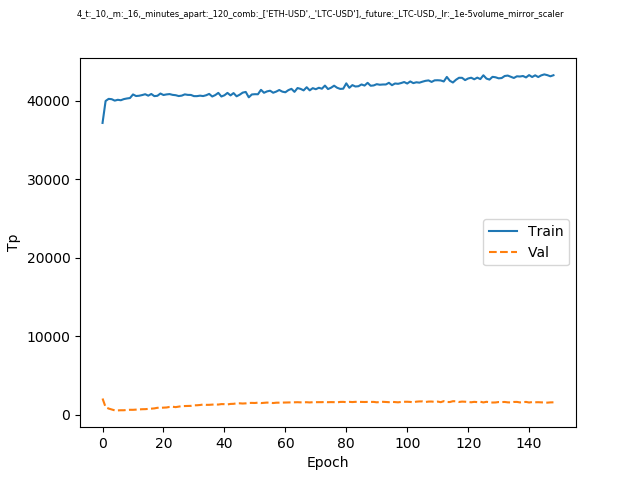 4_t:_10,_m:_16,_minutes_apart:_120_comb:_['ETH-USD',_'LTC-USD'],_future:_LTC-USD,_lr:_1e-5volume_mirror_scaler
40000
30000
20000
10000
0
Tp
Train
Val
0 20 40 60 80 100 120 140
Epoch